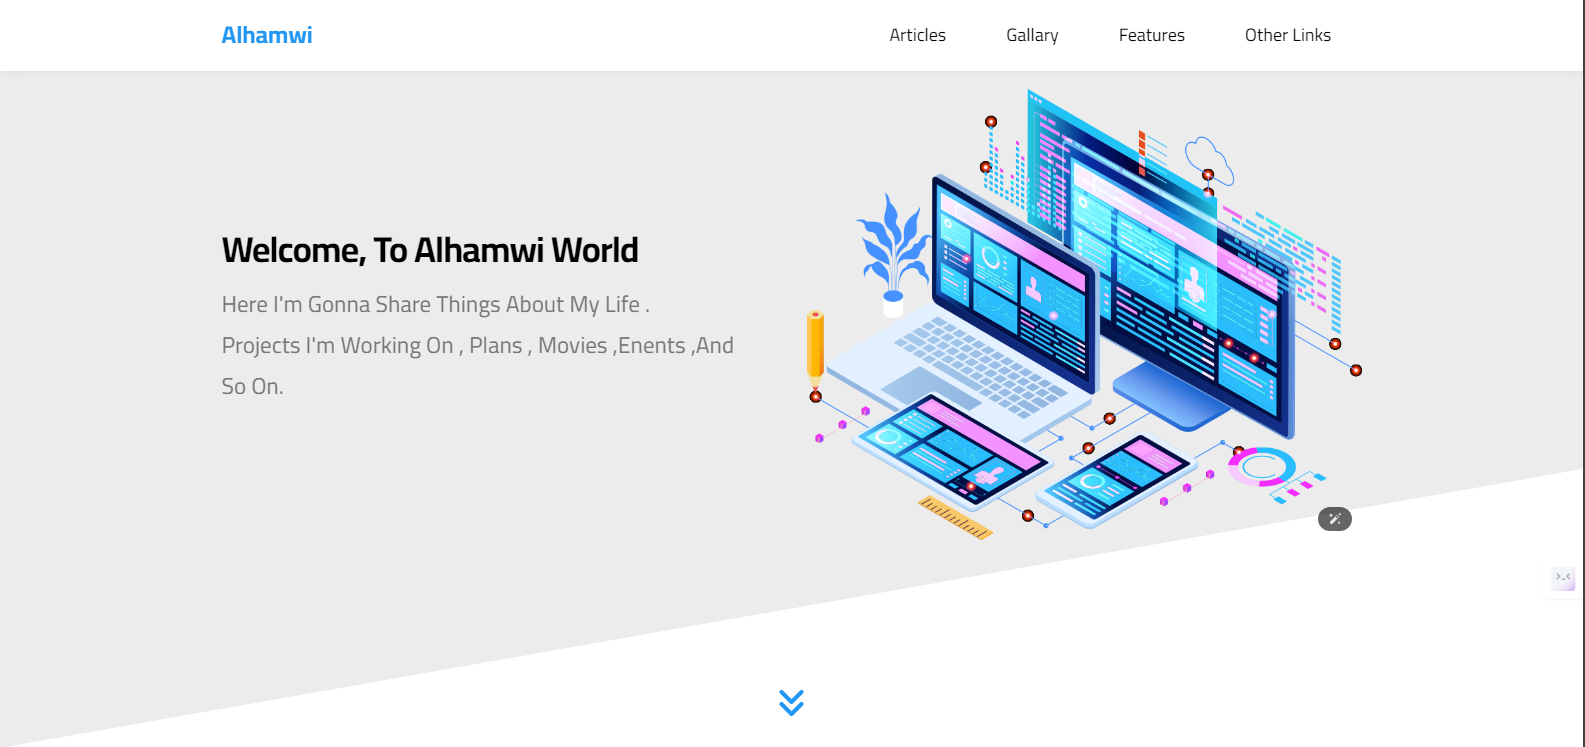 Alhamwi
Articles
Gallary
Features
Other Links
Welcome, To Alhamwi World
Here I'm Gonna Share Things About My Life .
Projects I'm Working On , Plans , Movies ,Enents ,And
So On.